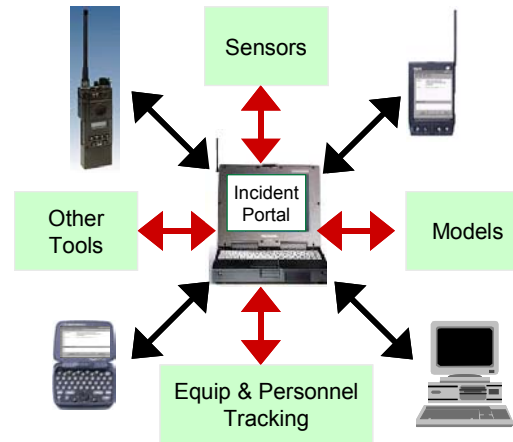 Sensors
Incident
Portal
Other
Tools
Models
Equip & Personnel
Tracking